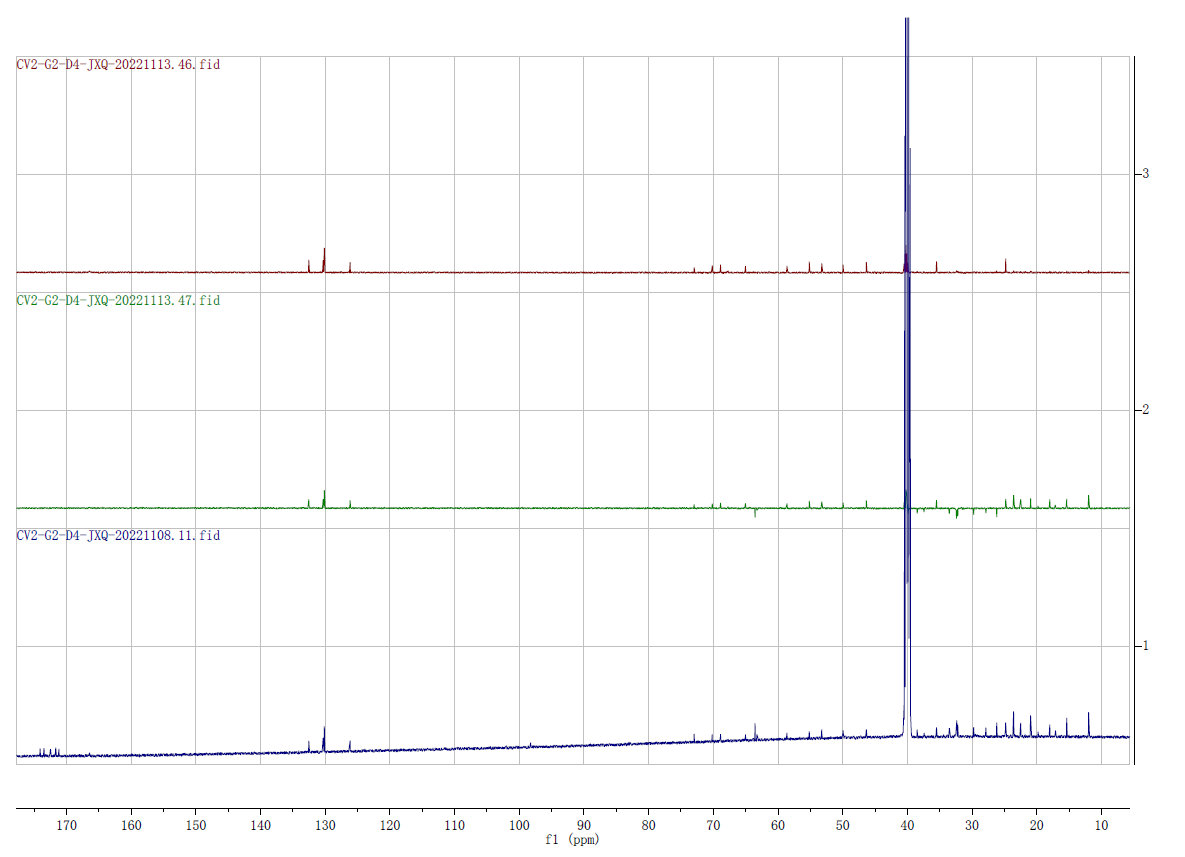 CV2-G2-D4-JXQ-20221113.46.fid
3
CV2-G2-D4-JXQ-20221113.47.fid
2
CV2-G2-D4-JXQ-20221108.11.fid
1
170 160 150 140 130 120 110 100 90 80 70 60 50 40 30 20 10
f1 (ppm)